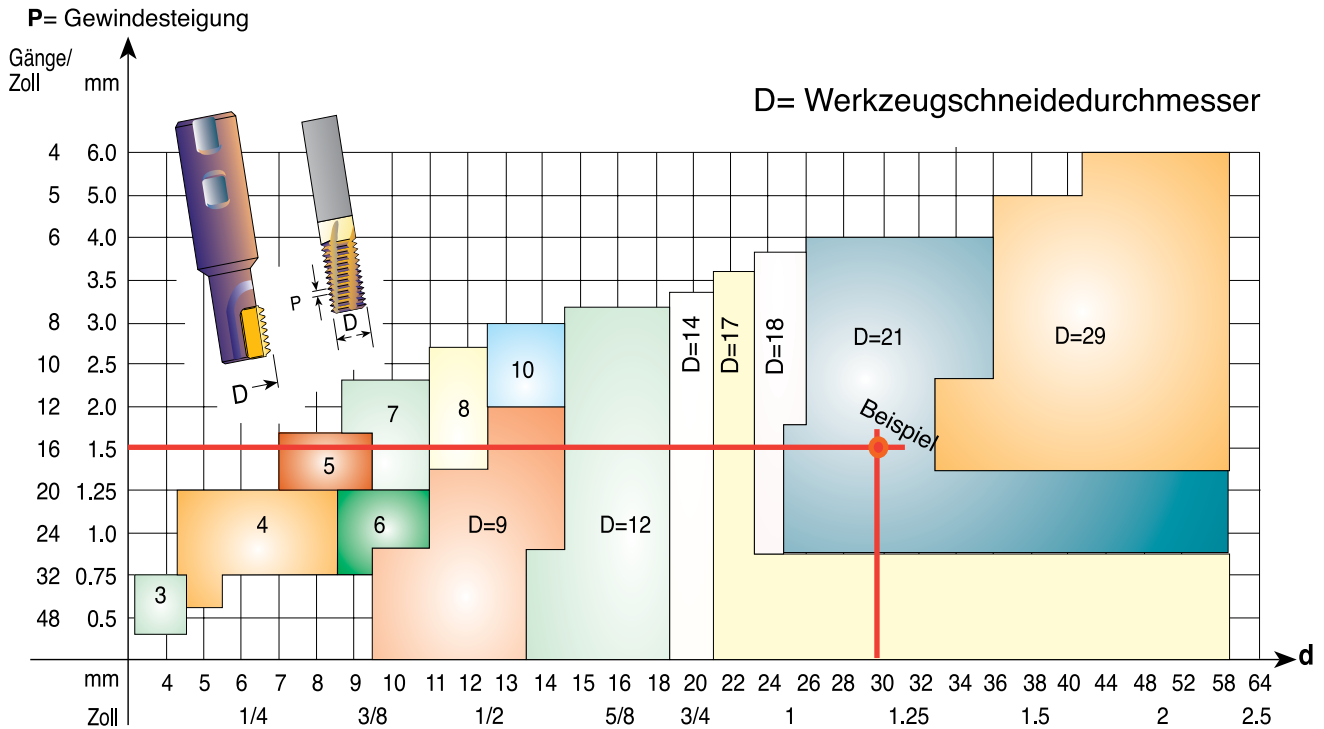 P= Gewindesteigung
Gänge/
Zoll mm
D= Werkzeugschneidedurchmesser
4 6.0
5 5.0
6 4.0
3.5
8 3.0
10 2.5
12 2.0
16 1.5
20 1.25
24 1.0
32 0.75
48 0.5
P
D
D
3
4
5
6
7
8
D=9
10
D=12
D=14
D=17
D=18
D=21
D=29
Beispiel
d
mm 4 5 6 7 8 9 10 11 12 13 14 15 16 18 20 22 24 26 28 30 32 34 36 38 40 44 48 52 58 64
Zoll 1/4 3/8 1/2 5/8 3/4 1 1.25 1.5 2 2.5